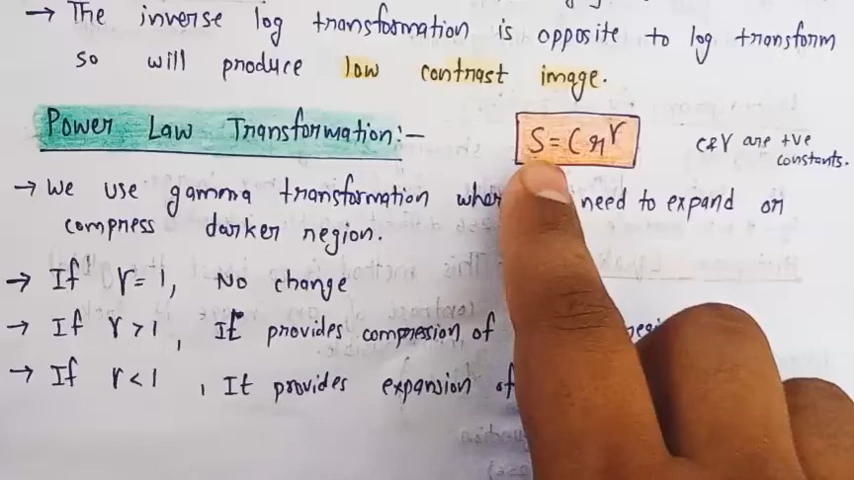 → The inverse log transformation is opposite to log transform
so will produce low contrast image.
Power Law Transformation:-
S = C r^γ
C & γ are +ve
constants.
→ We use gamma transformation need to expand or
compress darker region.
→ If γ = 1, No change
→ If γ > 1, It provides compression of
→ If γ < 1, It provides expansion of